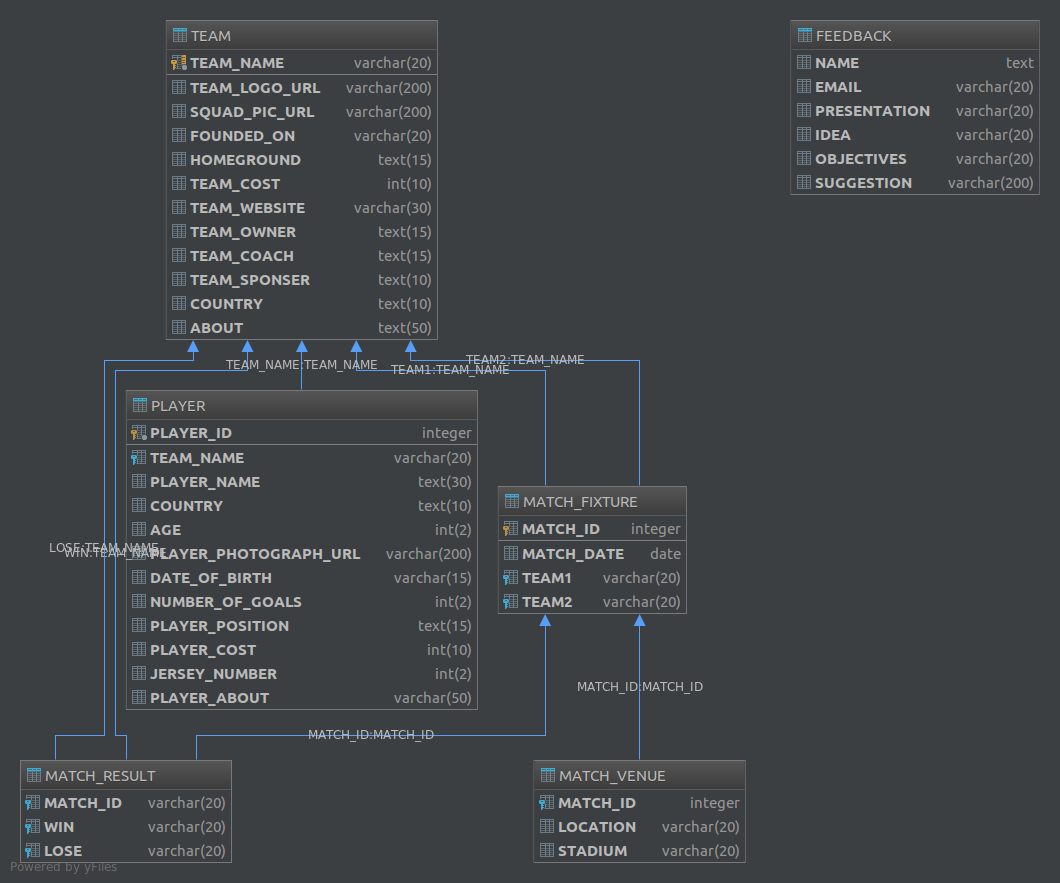 TEAM
TEAM_NAME varchar(20)
TEAM_LOGO_URL varchar(200)
SQUAD_PIC_URL varchar(200)
FOUNDED_ON varchar(20)
HOMEGROUND text(15)
TEAM_COST int(10)
TEAM_WEBSITE varchar(30)
TEAM_OWNER text(15)
TEAM_COACH text(15)
TEAM_SPONSER text(10)
COUNTRY text(10)
ABOUT text(50)
FEEDBACK
NAME text
EMAIL varchar(20)
PRESENTATION varchar(20)
IDEA varchar(20)
OBJECTIVES varchar(20)
SUGGESTION varchar(200)
TEAM_NAME:TEAM_NAME
TEAM2:TEAM_NAME
TEAM1:TEAM_NAME
PLAYER
PLAYER_ID integer
TEAM_NAME varchar(20)
PLAYER_NAME text(30)
COUNTRY text(10)
AGE int(2)
PLAYER_PHOTOGRAPH_URL varchar(200)
DATE_OF_BIRTH varchar(15)
NUMBER_OF_GOALS int(2)
PLAYER_POSITION text(15)
PLAYER_COST int(10)
JERSEY_NUMBER int(2)
PLAYER_ABOUT varchar(50)
LOSE:TEAM_NAME
WIN:TEAM_NAME
MATCH_FIXTURE
MATCH_ID integer
MATCH_DATE date
TEAM1 varchar(20)
TEAM2 varchar(20)
MATCH_ID:MATCH_ID
MATCH_ID:MATCH_ID
MATCH_RESULT
MATCH_ID varchar(20)
WIN varchar(20)
LOSE varchar(20)
MATCH_VENUE
MATCH_ID integer
LOCATION varchar(20)
STADIUM varchar(20)
Powered by yFiles